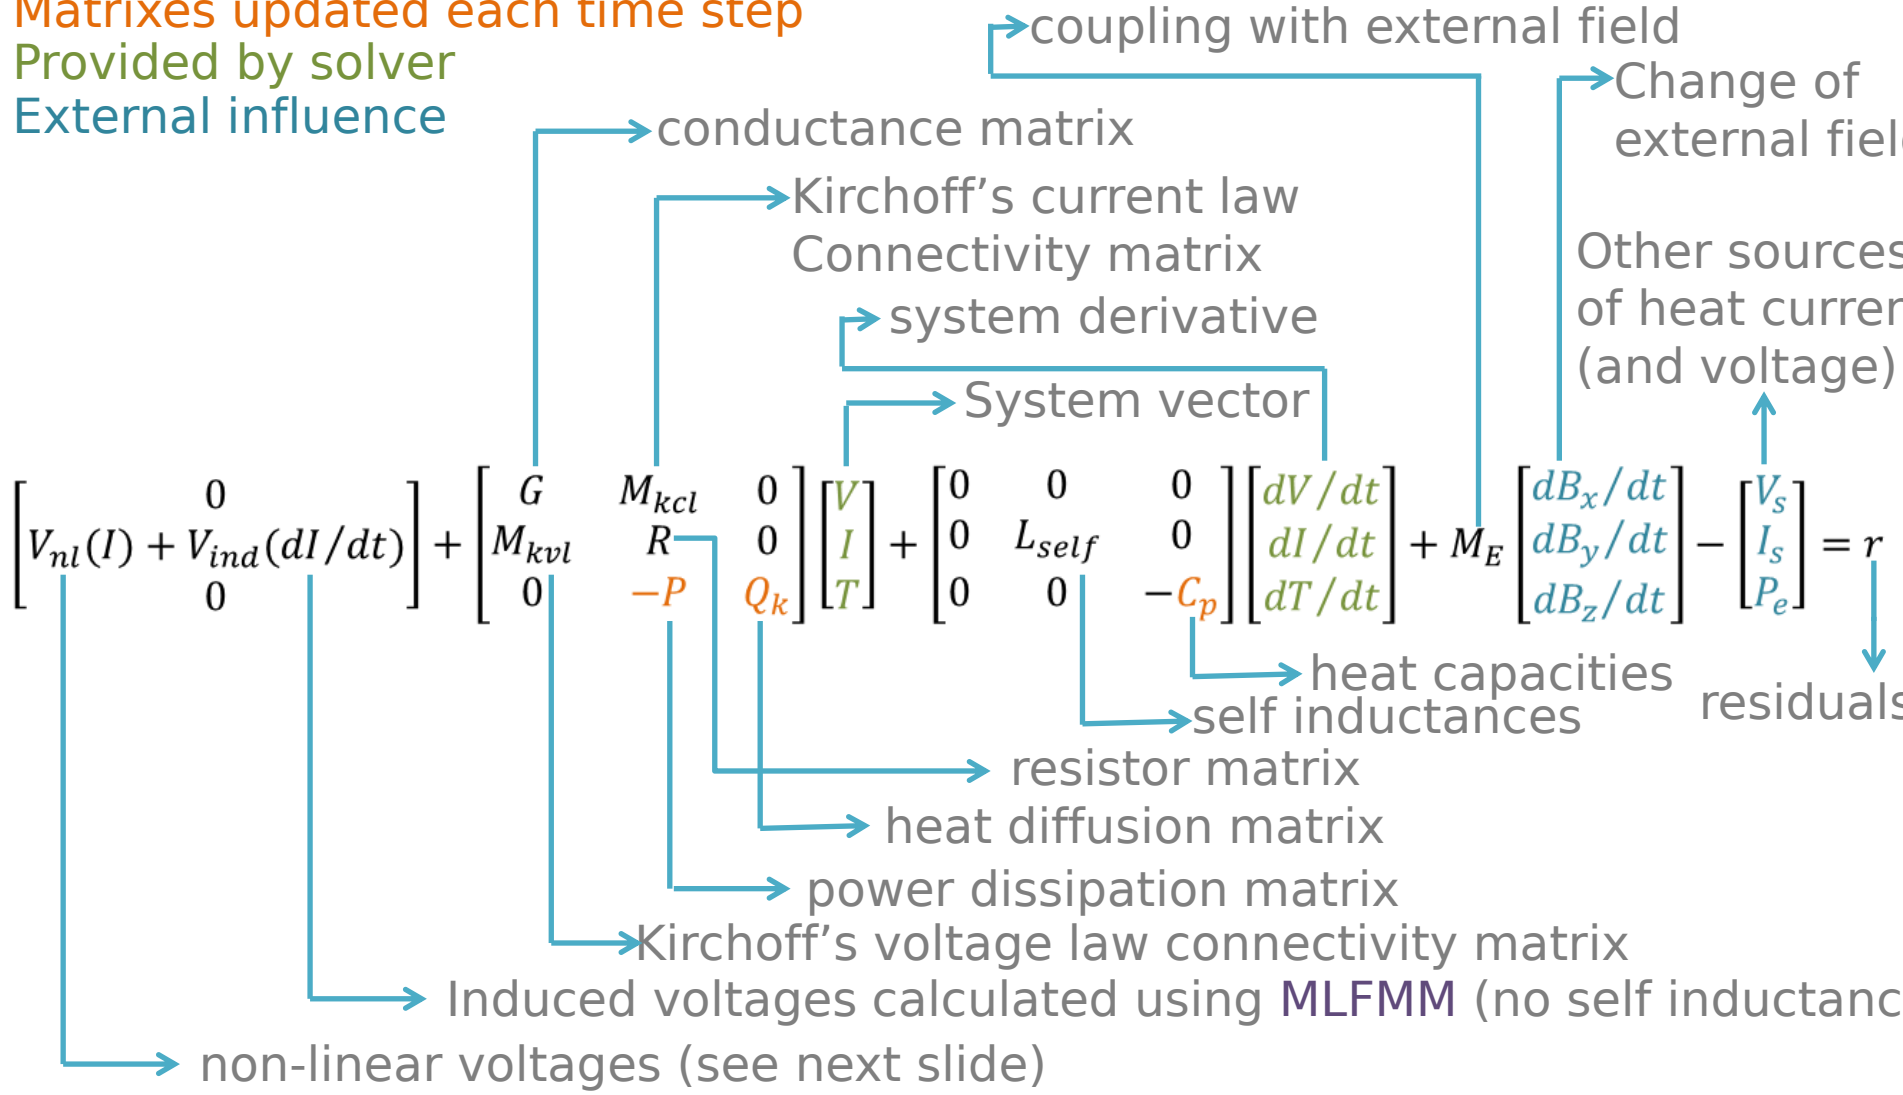 Matrixes updated each time step
Provided by solver
External influence
coupling with external field
Change of
external
conductance matrix
Kirchoff’s current law
Connectivity matrix
Other sources
of heat
(and voltage)
system derivative
System vector
0
V_nl(I) + V_ind(dI/dt)
0
+
G M_kcl 0
M_kvl R 0
0 −P Q_k
V
I
T
+
0 0 0
0 L_self 0
0 0 −C_p
dV/dt
dI/dt
dT/dt
+ M_E
dB_x/dt
dB_y/dt
dB_z/dt
−
V_s
I_s
P_e
= r
heat capacities
self inductances
residuals
resistor matrix
heat diffusion matrix
power dissipation matrix
Kirchoff’s voltage law connectivity matrix
Induced voltages calculated using MLFMM (no self
non-linear voltages (see next slide)